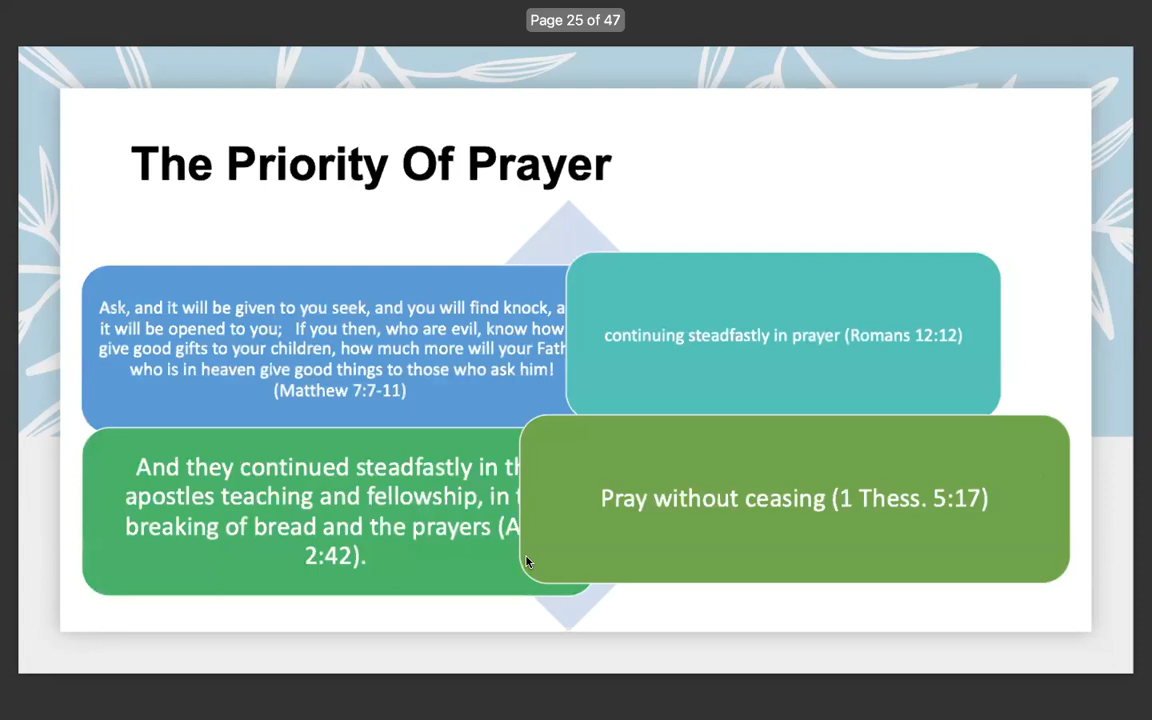 Page 25 of 47
The Priority Of Prayer
Ask, and it will be given to you seek, and you will find knock, a
it will be opened to you;   If you then, who are evil, know how
give good gifts to your children, how much more will your Fath
who is in heaven give good things to those who ask him!
(Matthew 7:7-11)
continuing steadfastly in prayer (Romans 12:12)
And they continued steadfastly in th
apostles teaching and fellowship, in
breaking of bread and the prayers (A
2:42).
Pray without ceasing (1 Thess. 5:17)